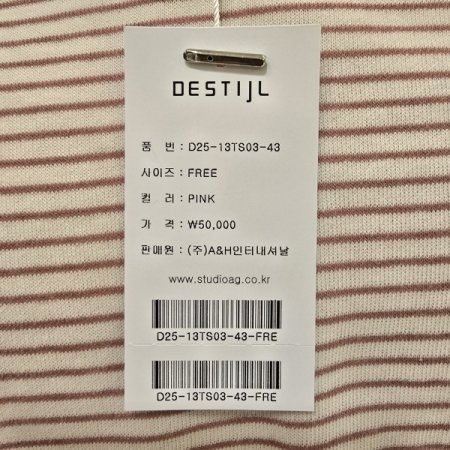 DESTIJL
품 번 : D25-13TS03-43
사이즈 : FREE
컬 러 : PINK
가 격 : ₩50,000
판매원 : (주)A&H인터내셔날
www.studioag.co.kr
D25-13TS03-43-FRE
D25-13TS03-43-FRE